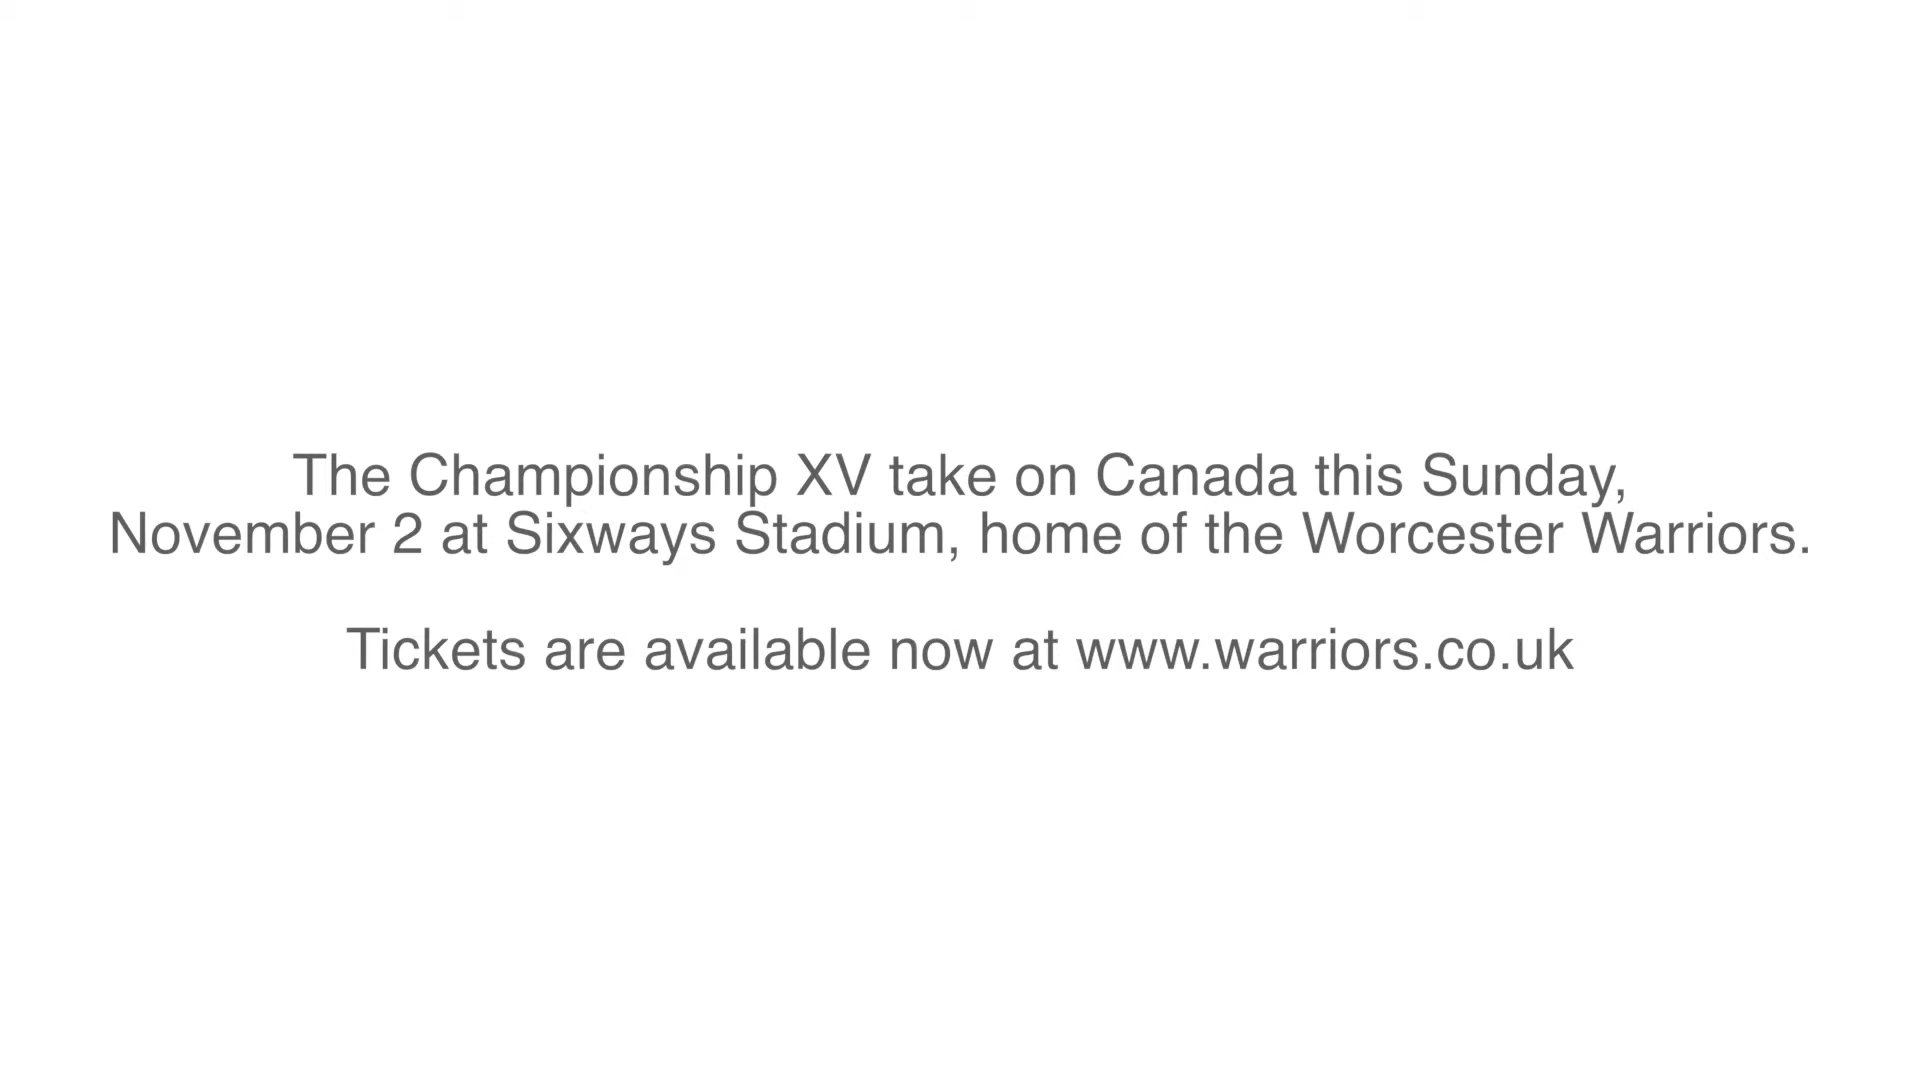 The Championship XV take on Canada this Sunday,
November 2 at Sixways Stadium, home of the Worcester Warriors.
Tickets are available now at www.warriors.co.uk